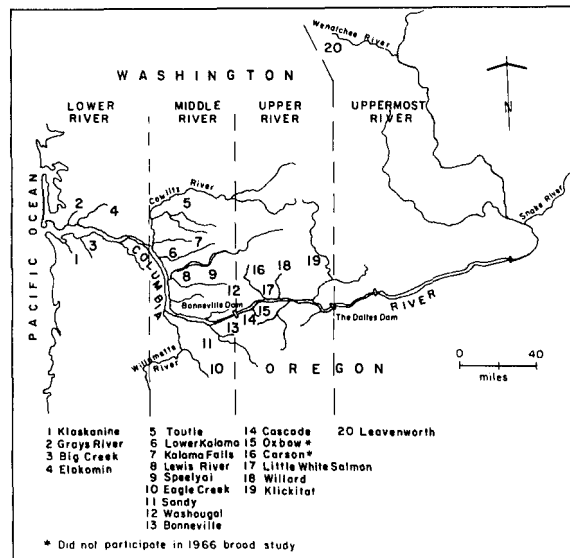 Wenatchee River
20
WASHINGTON
LOWER RIVER
MIDDLE RIVER
UPPER RIVER
UPPERMOST RIVER
N
Snake River
PACIFIC OCEAN
Cowlitz River
5
2
4
1
3
COLUMBIA
6
7
8
9
12
16
18
17
19
15
14
13
Bonneville Dam
RIVER
The Dalles Dam
11
10
Willamette River
OREGON
0 40
miles
1 Klaskanine
2 Grays River
3 Big Creek
4 Elokomin
5 Toutle
6 Lower Kalama
7 Kalama Falls
8 Lewis River
9 Speelyai
10 Eagle Creek
11 Sandy
12 Washougal
13 Bonneville
14 Cascade
15 Oxbow *
16 Carson *
17 Little White Salmon
18 Willard
19 Klickitat
20 Leavenworth
* Did not participate in 1966 brood study